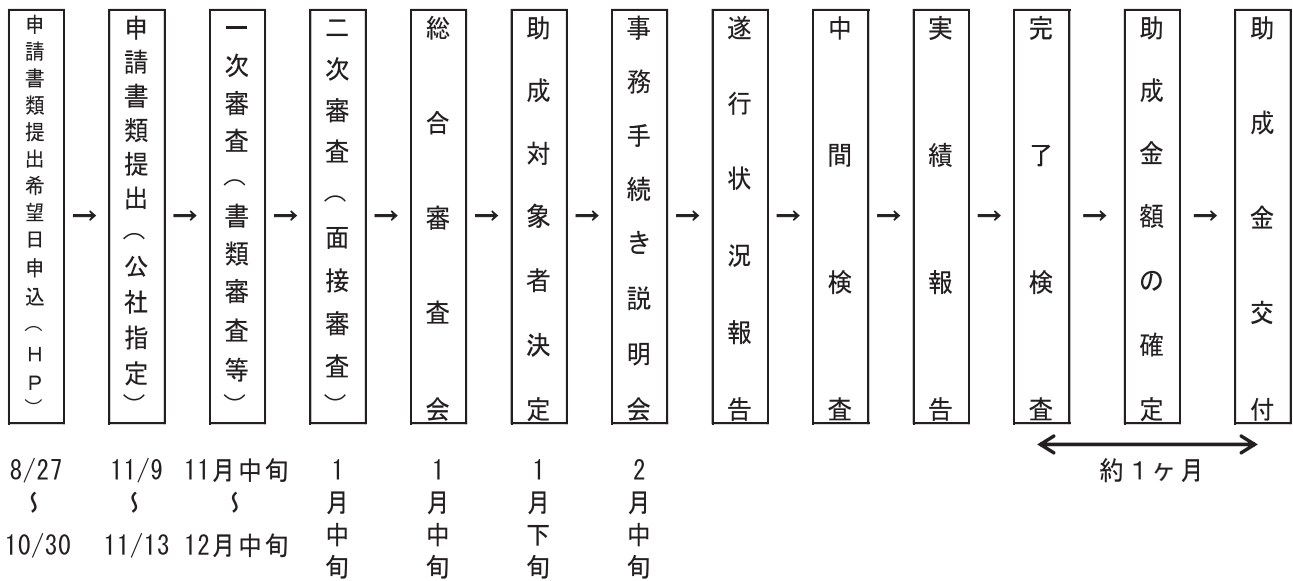 申請書類提出希望日申込（HP）
→
申請書類提出（公社指定）
→
一次審査（書類審査等）
→
二次審査（面接審査）
→
総合審査会
→
助成対象者決定
→
事務手続き説明会
→
遂行状況報告
→
中間検査
→
実績報告
→
完了検査
→
助成金額の確定
→
助成金交付
8/27
～
10/30
11/9
～
11/13
11月中旬
～
12月中旬
1月中旬
1月中旬
1月下旬
2月中旬
約1ヶ月